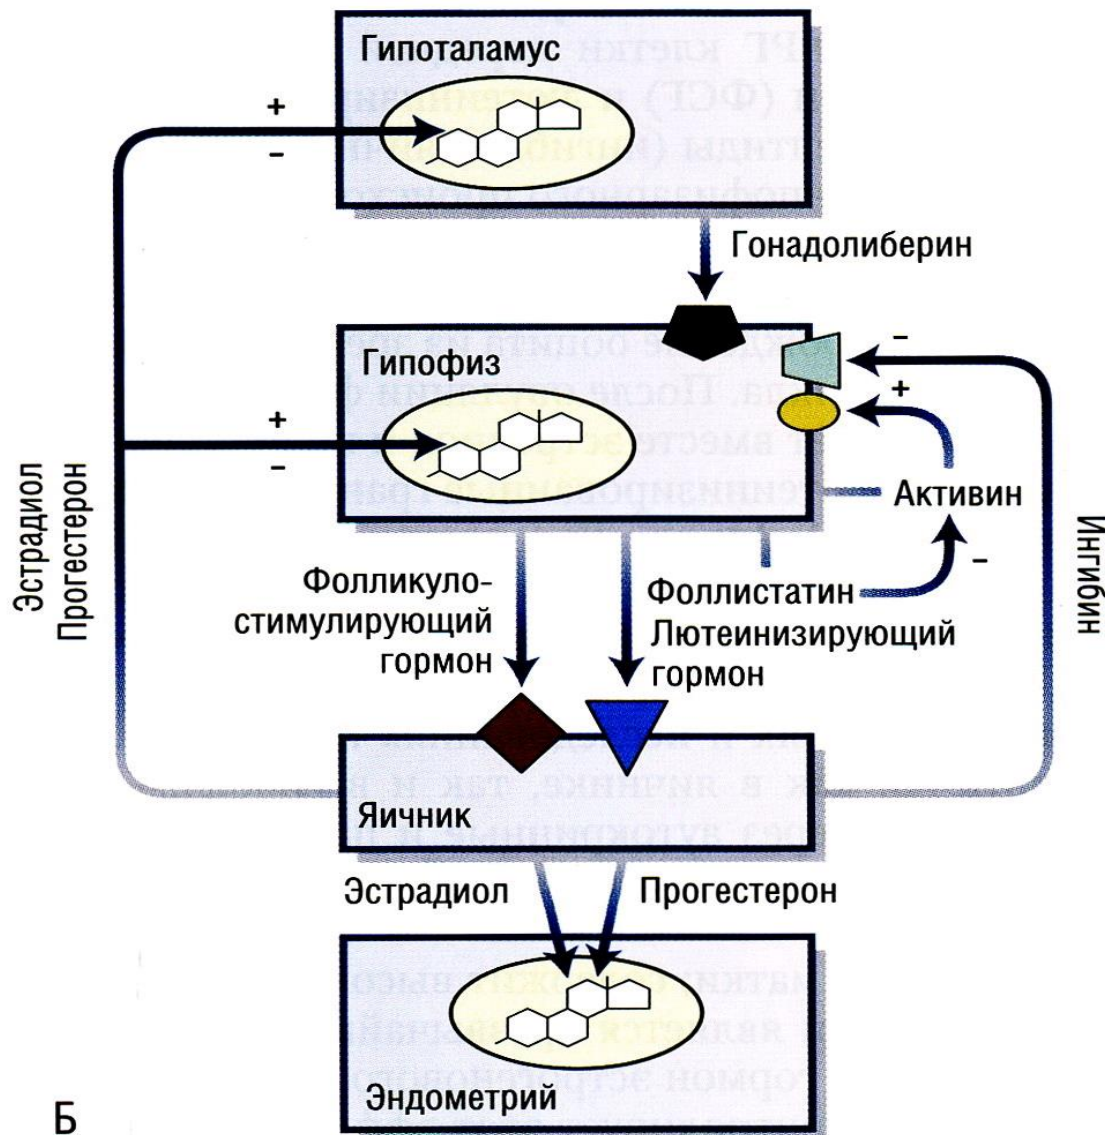 Гипоталамус
+
−
Гонадолиберин
Гипофиз
−
+
+
−
Активин
−
Эстрадиол
Прогестерон
Ингибин
Фолликуло-
стимулирующий
гормон
Фоллистатин
Лютеинизирующий
гормон
Яичник
Эстрадиол
Прогестерон
Эндометрий
Б